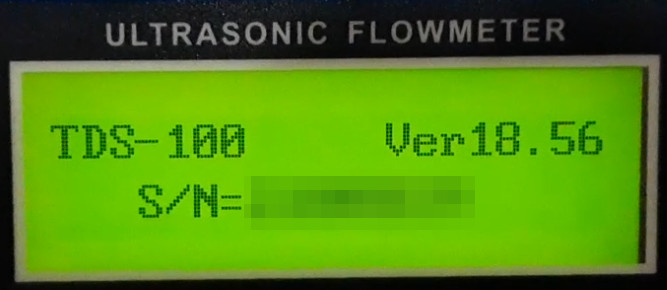 ULTRASONIC FLOWMETER
TDS-100 Ver18.56
S/N=